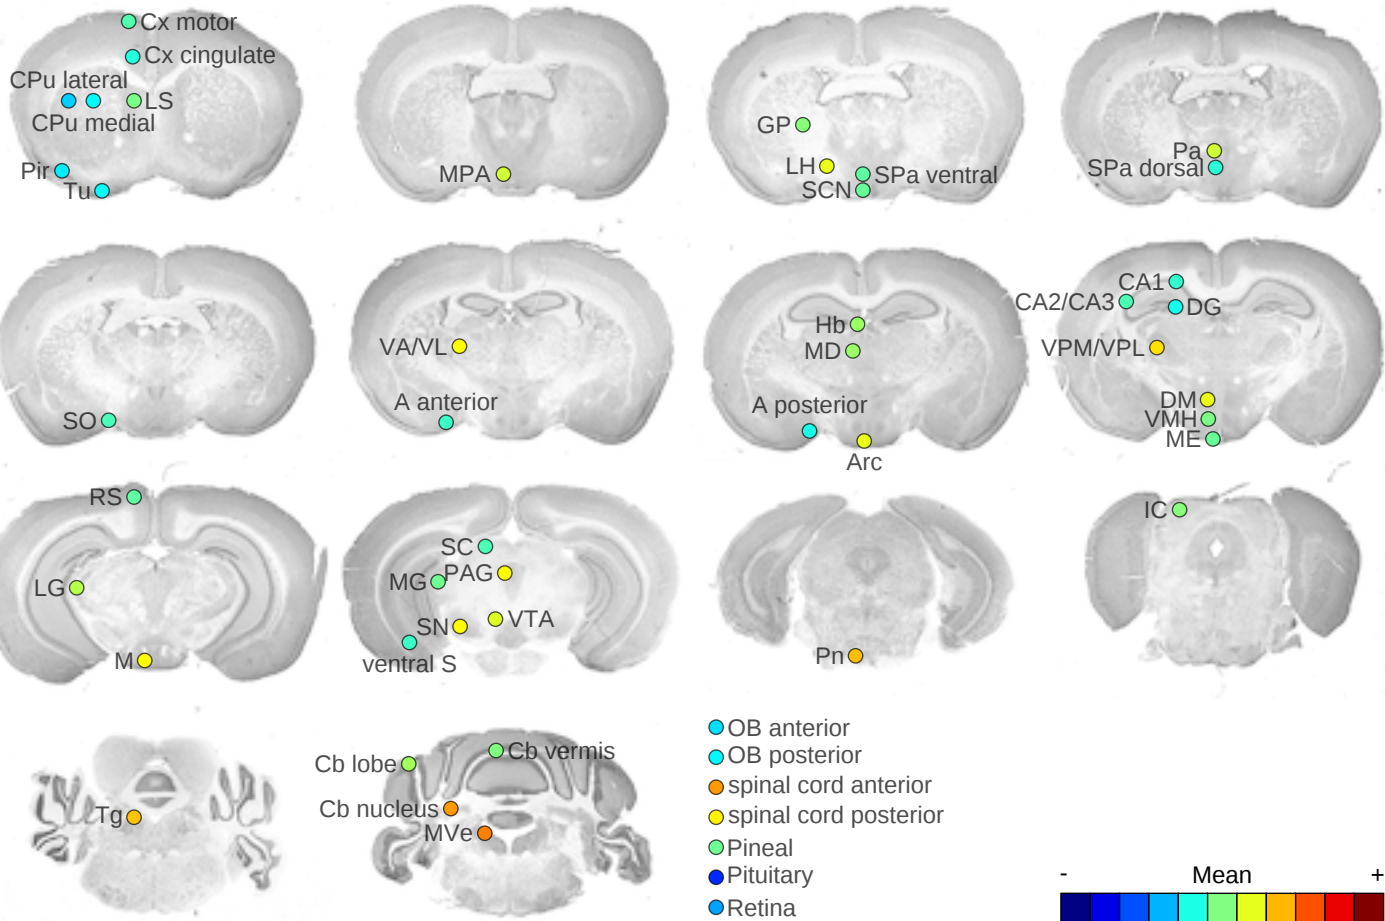 Cx motor
Cx cingulate
CPu lateral
LS
CPu medial
Pir
Tu
MPA
GP
LH
SPa ventral
SCN
Pa
SPa dorsal
SO
VA/VL
A anterior
Hb
MD
A posterior
Arc
CA1
CA2/CA3
DG
VPM/VPL
DM
VMH
ME
RS
LG
M
SC
MG
PAG
SN
VTA
ventral S
Pn
IC
Tg
Cb lobe
Cb vermis
Cb nucleus
MVe
OB anterior
OB posterior
spinal cord anterior
spinal cord posterior
Pineal
Pituitary
Retina
- Mean +